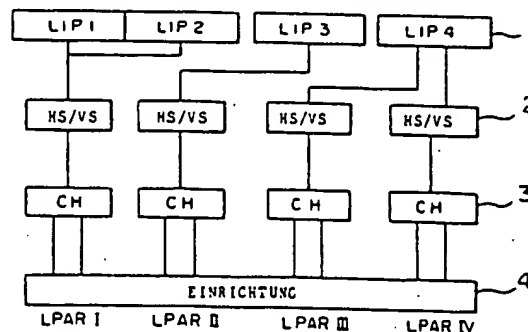 LIP 1 LIP 2 LIP 3 LIP 4
HS/VS HS/VS HS/VS HS/VS 2
CH CH CH CH 3
EINRICHTUNG 4
LPAR I LPAR II LPAR III LPAR IV